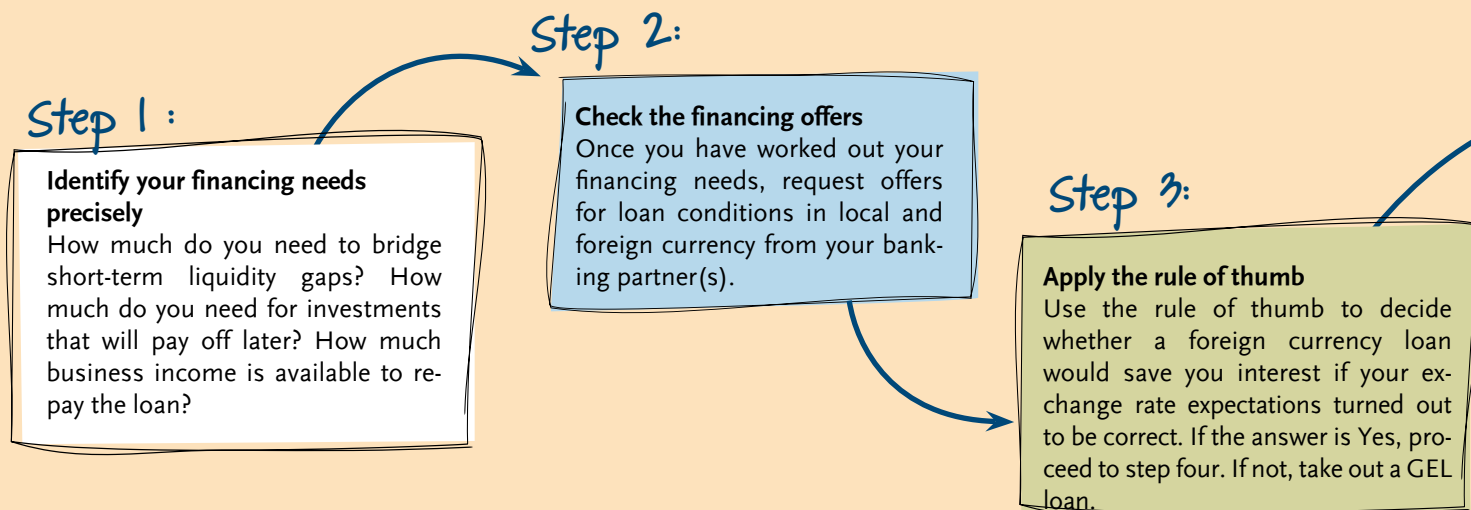 Step 1:
Identify your financing needs
precisely
How much do you need to bridge
short-term liquidity gaps? How
much do you need for investments
that will pay off later? How much
business income is available to re-
pay the loan?
Step 2:
Check the financing offers
Once you have worked out your
financing needs, request offers
for loan conditions in local and
foreign currency from your bank-
ing partner(s).
Step 3:
Apply the rule of thumb
Use the rule of thumb to decide
whether a foreign currency loan
would save you interest if your ex-
change rate expectations turned out
to be correct. If the answer is Yes, pro-
ceed to step four. If not, take out a GEL
loan.